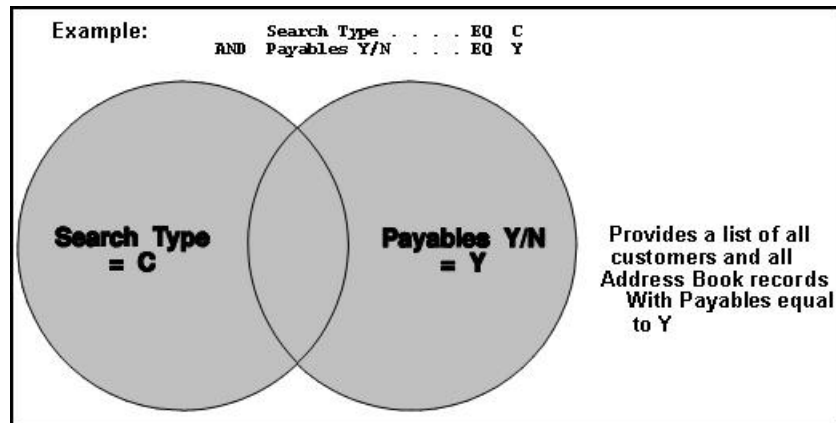 Example:
Search Type . . . . EQ C
AND Payables Y/N . . . EQ Y
Search Type
= C
Payables Y/N
= Y
Provides a list of all
customers and all
Address Book records
With Payables equal
to Y